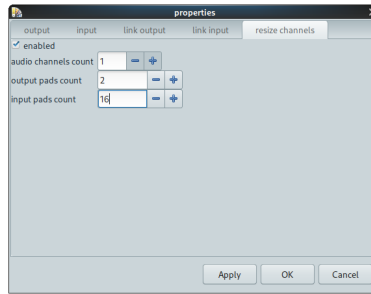 properties
output input link output link input resize channels
enabled
audio channels count 1
output pads count 2
input pads count 16
Apply OK Cancel